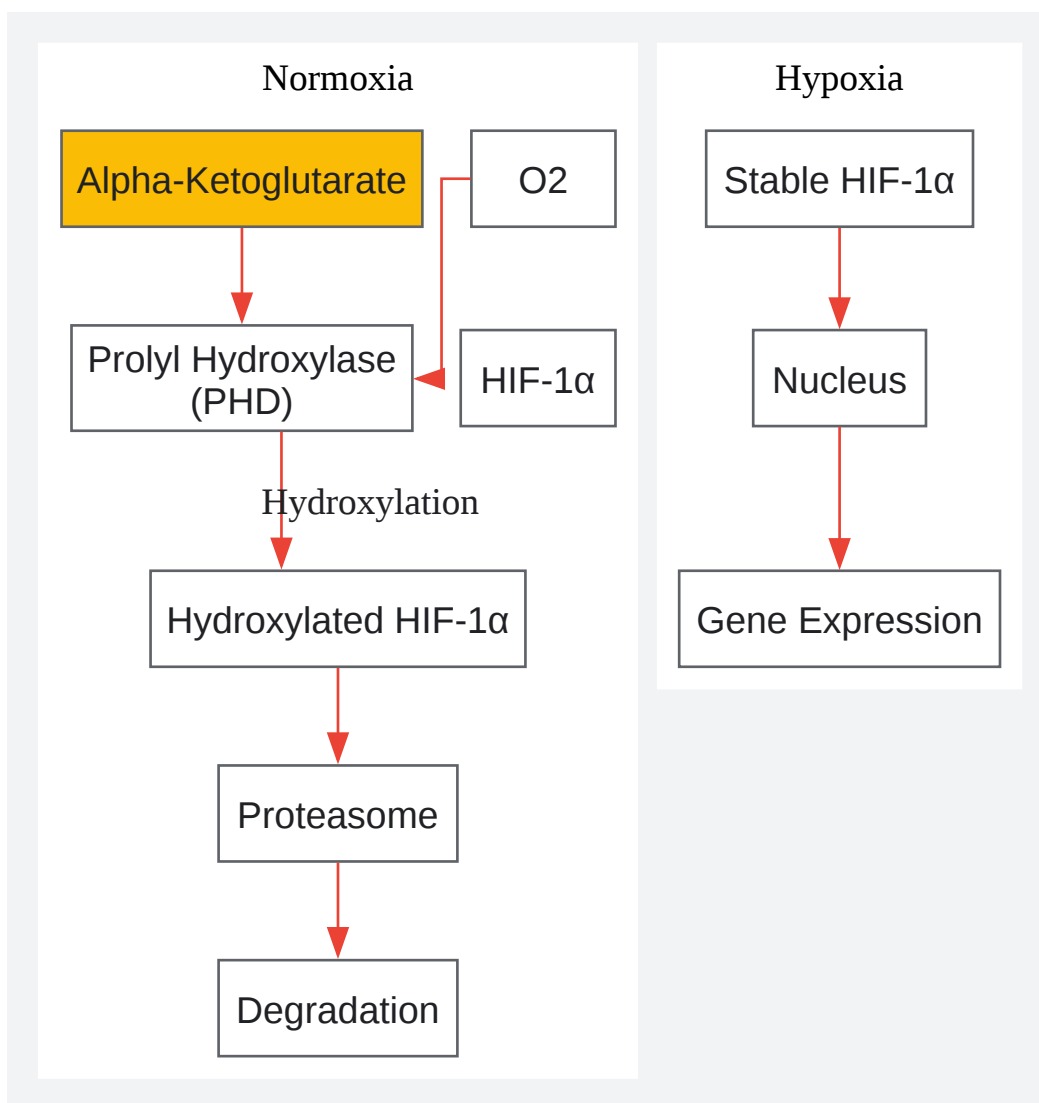 Normoxia
Alpha-Ketoglutarate
O2
Prolyl Hydroxylase
(PHD)
HIF-1α
Hydroxylation
Hydroxylated HIF-1α
Proteasome
Degradation
Hypoxia
Stable HIF-1α
Nucleus
Gene Expression